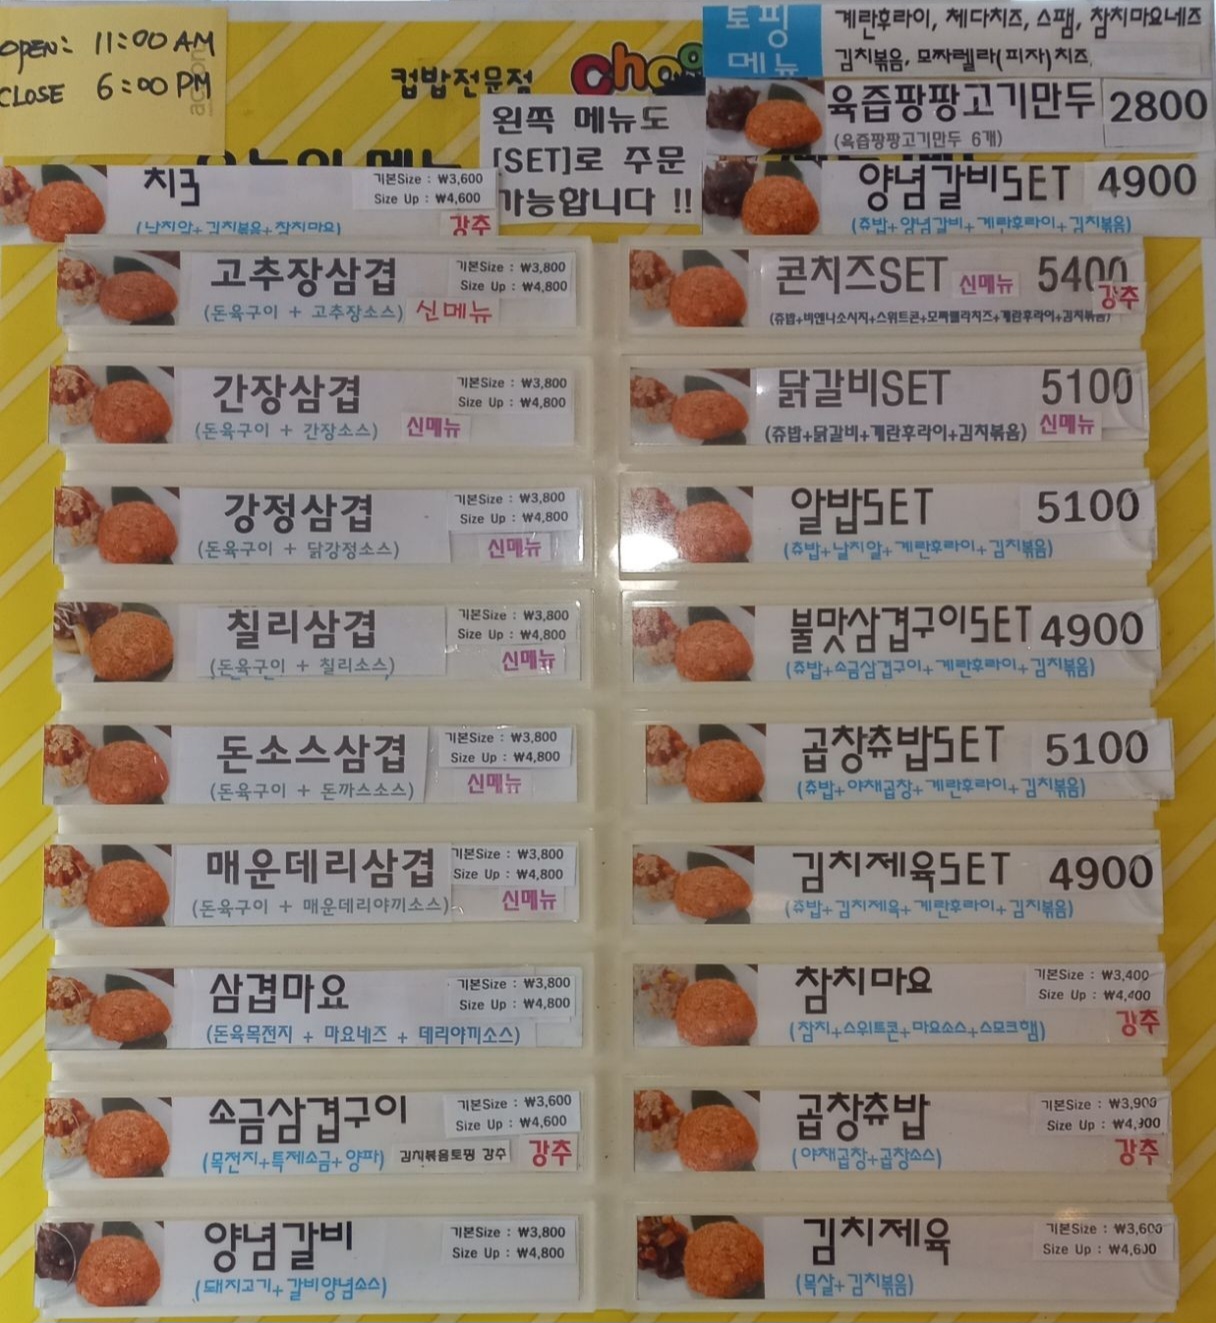 OPEN: 11:00 AM
CLOSE 6:00 PM
컵밥전문점
토핑
메뉴
계란후라이, 체다치즈, 스팸, 참치마요네즈
김치볶음, 모짜렐라(피자)치즈
왼쪽 메뉴도
[SET]로 주문
가능합니다 !!
육즙팡팡고기만두 2800
(육즙팡팡고기만두 6개)
양념갈비SET 4900
(츄밥+양념갈비+계란후라이+김치볶음)
기본Size : ₩3,600
Size Up : ₩4,600
(날치알+김치볶음+참치마요) 강추
고추장삼겹 기본Size : ₩3,800
Size Up : ₩4,800
(돈육구이 + 고추장소스) 신메뉴
간장삼겹 기본Size : ₩3,800
Size Up : ₩4,800
(돈육구이 + 간장소스) 신메뉴
강정삼겹 기본Size : ₩3,800
Size Up : ₩4,800
(돈육구이 + 닭강정소스) 신메뉴
칠리삼겹 기본Size : ₩3,800
Size Up : ₩4,800
(돈육구이 + 칠리소스) 신메뉴
돈소스삼겹 기본Size : ₩3,800
Size Up : ₩4,800
(돈육구이 + 돈까스소스) 신메뉴
매운데리삼겹 기본Size : ₩3,800
Size Up : ₩4,800
(돈육구이 + 매운데리야끼소스) 신메뉴
삼겹마요 기본Size : ₩3,800
Size Up : ₩4,800
(돈육목전지 + 마요네즈 + 데리야끼소스)
소금삼겹구이 기본Size : ₩3,600
Size Up : ₩4,600
(목전지+특제소금+양파) 김치볶음토핑 강추 강추
양념갈비 기본Size : ₩3,800
Size Up : ₩4,800
(돼지고기+갈비양념소스)
콘치즈SET 신메뉴 5400
강추
(츄밥+비엔나소시지+스위트콘+모짜렐라치즈+계란후라이+김치볶음)
닭갈비SET 5100
(츄밥+닭갈비+계란후라이+김치볶음) 신메뉴
알밥SET 5100
(츄밥+날치알+계란후라이+김치볶음)
불맛삼겹구이SET 4900
(츄밥+소금삼겹구이+계란후라이+김치볶음)
곱창츄밥SET 5100
(츄밥+야채곱창+계란후라이+김치볶음)
김치제육SET 4900
(츄밥+김치제육+계란후라이+김치볶음)
참치마요 기본Size : ₩3,400
Size Up : ₩4,400
(참치+스위트콘+마요소스+스모크햄) 강추
곱창츄밥 기본Size : ₩3,900
Size Up : ₩4,900
(야채곱창+곱창소스) 강추
김치제육 기본Size : ₩3,600
Size Up : ₩4,600
(목살+김치볶음)